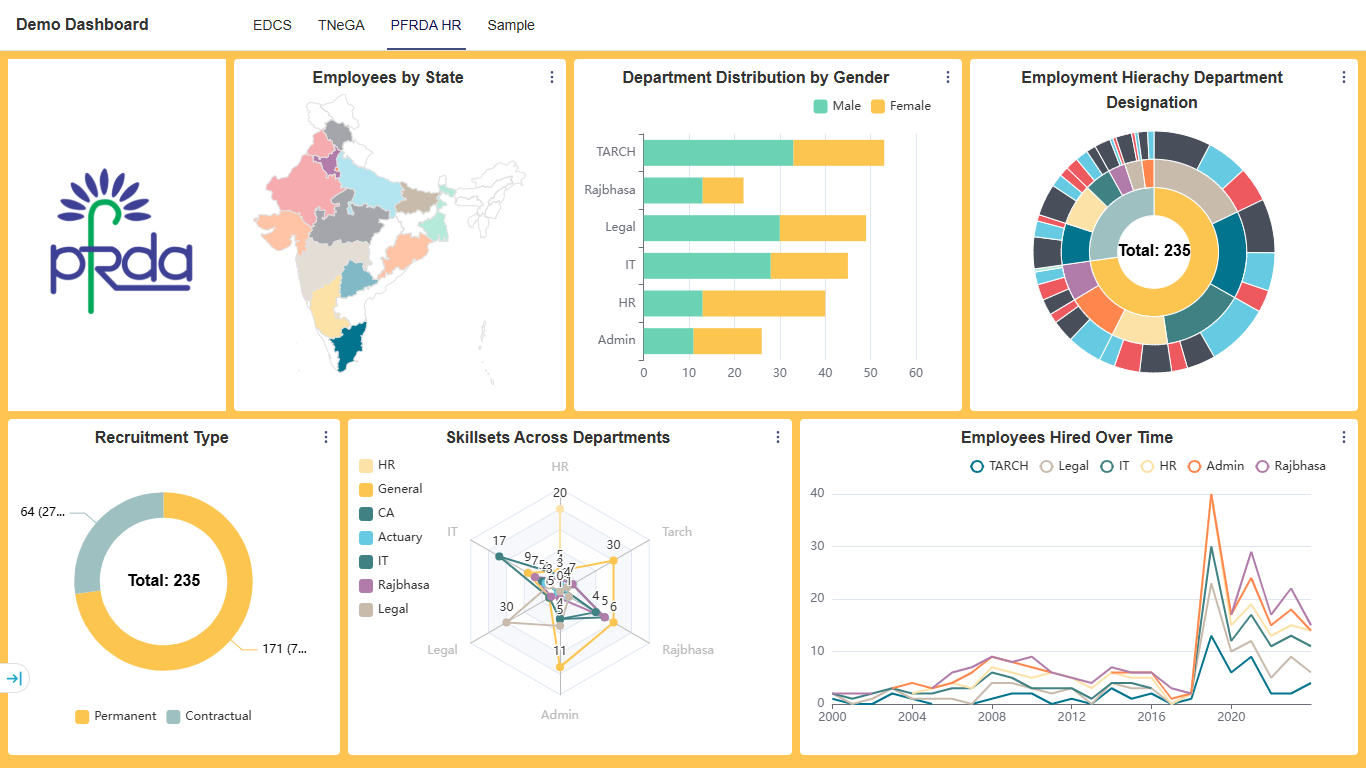 Demo Dashboard
EDCS TNeGA PFRDA HR Sample
pfrda
Employees by State
Department Distribution by Gender
Male Female
TARCH
Rajbhasa
Legal
IT
HR
Admin
0 10 20 30 40 50 60
Employment Hierachy Department
Designation
Total: 235
Recruitment Type
64 (27...
Total: 235
171 (7...
Permanent Contractual
Skillsets Across Departments
HR
General
CA
Actuary
IT
Rajbhasa
Legal
HR
20
IT
Tarch
17
30
9
7
7
30
4
5
6
Legal
Rajbhasa
11
Admin
Employees Hired Over Time
TARCH Legal IT HR Admin Rajbhasa
40
30
20
10
0
2000 2004 2008 2012 2016 2020